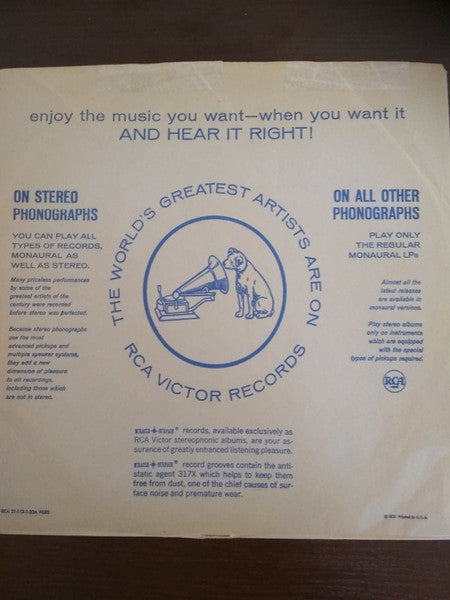 enjoy the music you want—when you want it
AND HEAR IT RIGHT!
ON STEREO
PHONOGRAPHS
YOU CAN PLAY ALL
TYPES OF RECORDS,
MONAURAL AS
WELL AS STEREO.
Many priceless performances
by some of the
greatest artists of the
century were recorded
before stereo was perfected.
Because stereo phonographs
use the most
advanced pickups and
multiple speaker systems,
they add a new
dimension of pleasure
to all recordings,
including those which
are not in stereo.
THE WORLD'S GREATEST ARTISTS ARE ON
RCA VICTOR RECORDS
ON ALL OTHER
PHONOGRAPHS
PLAY ONLY
THE REGULAR
MONAURAL LPs
Almost all the
latest releases
are available in
monaural versions.
Play stereo albums
only on instruments
which are equipped
with the special
types of pickups required.
RCA
records, available exclusively as
RCA Victor stereophonic albums, are your as-
surance of greatly enhanced listening pleasure.
record grooves contain the anti-
static agent 317X which helps to keep them
free from dust, one of the chief causes of sur-
face noise and premature wear.
RCA
Printed in U.S.A.